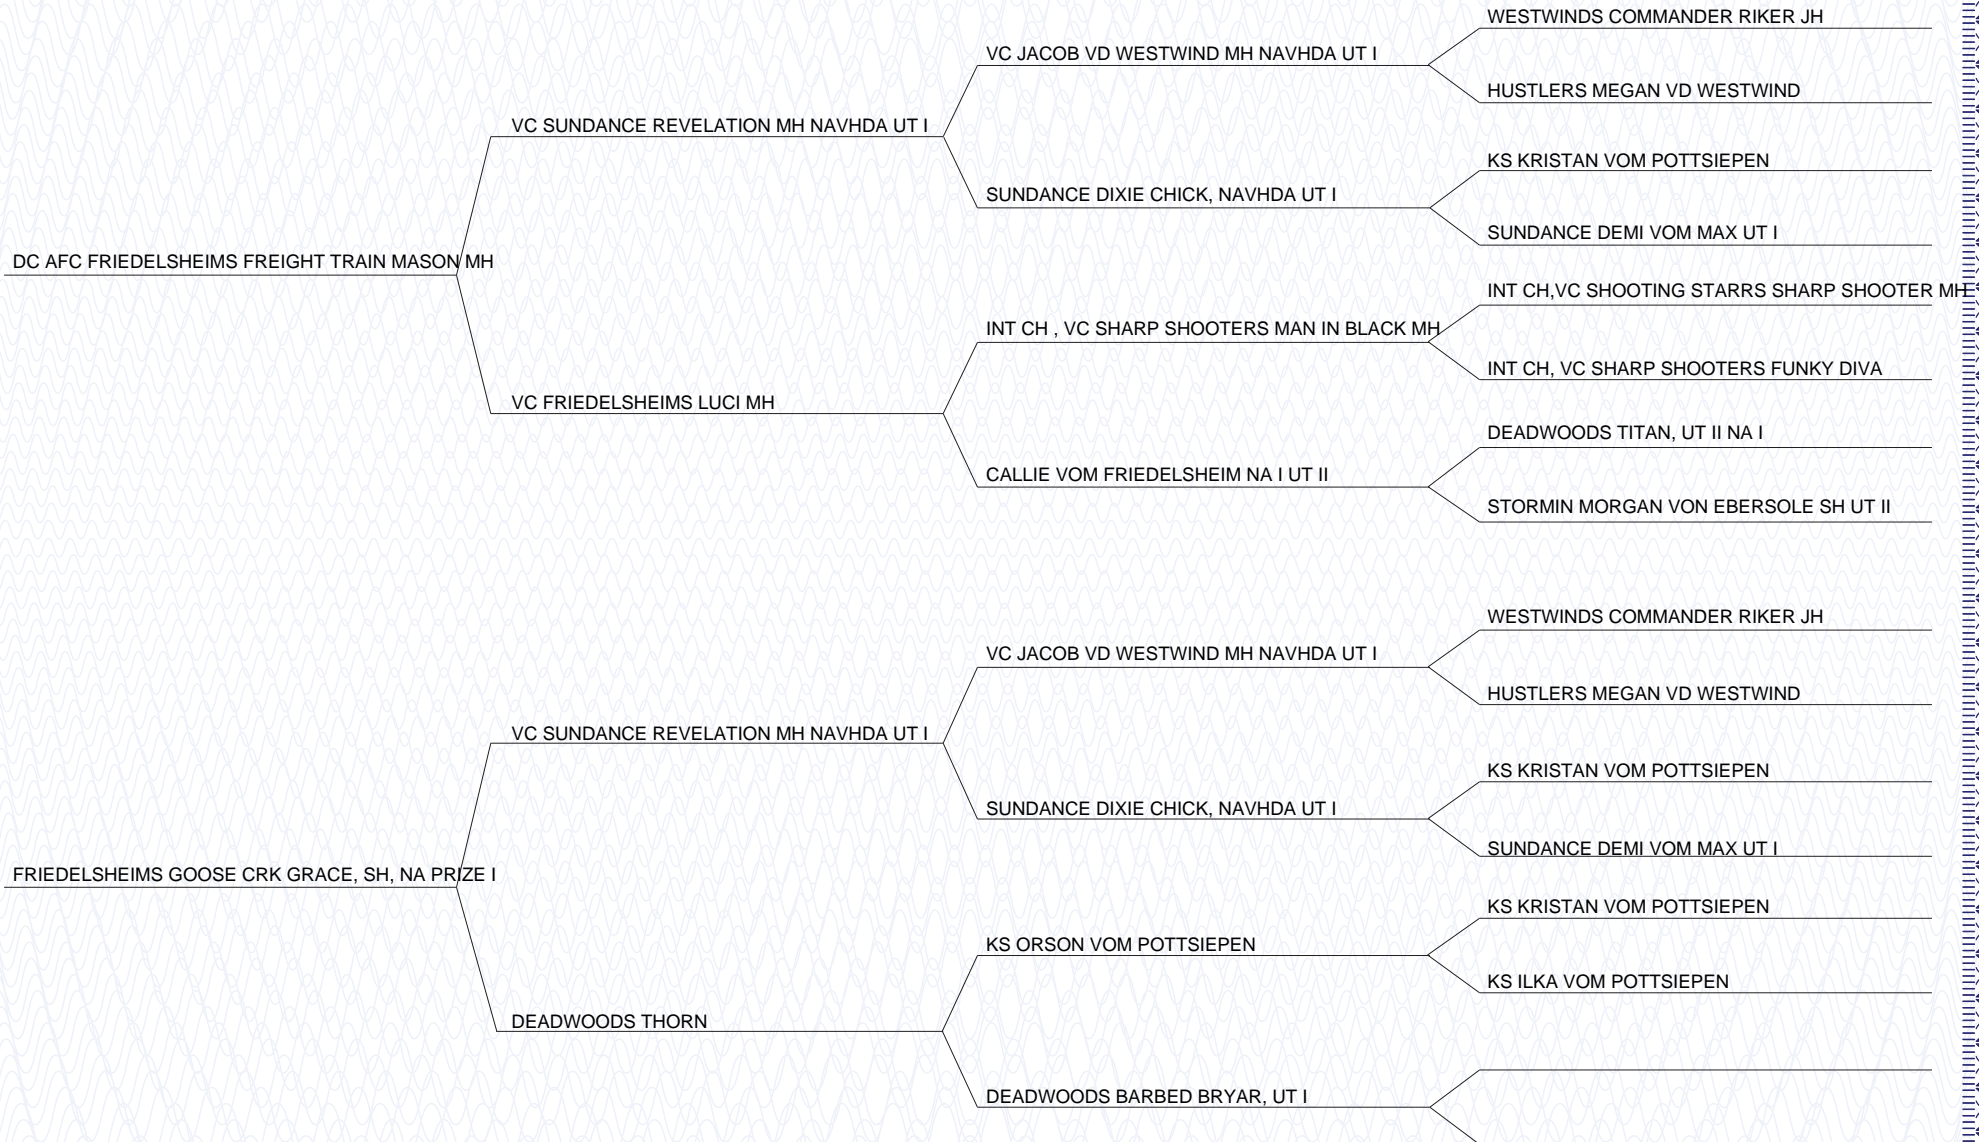 WESTWINDS COMMANDER RIKER JH
VC JACOB VD WESTWIND MH NAVHDA UT I
HUSTLERS MEGAN VD WESTWIND
VC SUNDANCE REVELATION MH NAVHDA UT I
KS KRISTAN VOM POTTSIEPEN
SUNDANCE DIXIE CHICK, NAVHDA UT I
SUNDANCE DEMI VOM MAX UT I
DC AFC FRIEDELSHEIMS FREIGHT TRAIN MASON MH
INT CH,VC SHOOTING STARRS SHARP SHOOTER MH
INT CH , VC SHARP SHOOTERS MAN IN BLACK MH
INT CH, VC SHARP SHOOTERS FUNKY DIVA
VC FRIEDELSHEIMS LUCI MH
DEADWOODS TITAN, UT II NA I
CALLIE VOM FRIEDELSHEIM NA I UT II
STORMIN MORGAN VON EBERSOLE SH UT II
WESTWINDS COMMANDER RIKER JH
VC JACOB VD WESTWIND MH NAVHDA UT I
HUSTLERS MEGAN VD WESTWIND
VC SUNDANCE REVELATION MH NAVHDA UT I
KS KRISTAN VOM POTTSIEPEN
SUNDANCE DIXIE CHICK, NAVHDA UT I
SUNDANCE DEMI VOM MAX UT I
FRIEDELSHEIMS GOOSE CRK GRACE, SH, NA PRIZE I
KS KRISTAN VOM POTTSIEPEN
KS ORSON VOM POTTSIEPEN
KS ILKA VOM POTTSIEPEN
DEADWOODS THORN
DEADWOODS BARBED BRYAR, UT I